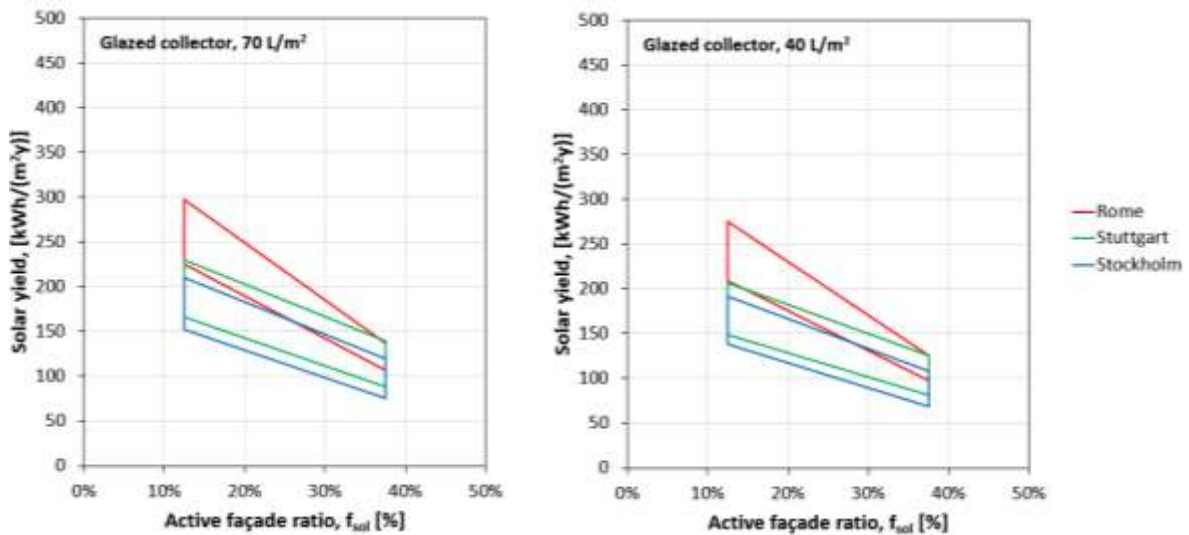 Glazed collector, 70 L/m²
Solar yield, [kWh/(m²y)]
500
450
400
350
300
250
200
150
100
50
0
0% 10% 20% 30% 40% 50%
Active façade ratio, fsol [%]
Glazed collector, 40 L/m²
Solar yield, [kWh/(m²y)]
500
450
400
350
300
250
200
150
100
50
0
0% 10% 20% 30% 40% 50%
Active façade ratio, fsol [%]
Rome
Stuttgart
Stockholm